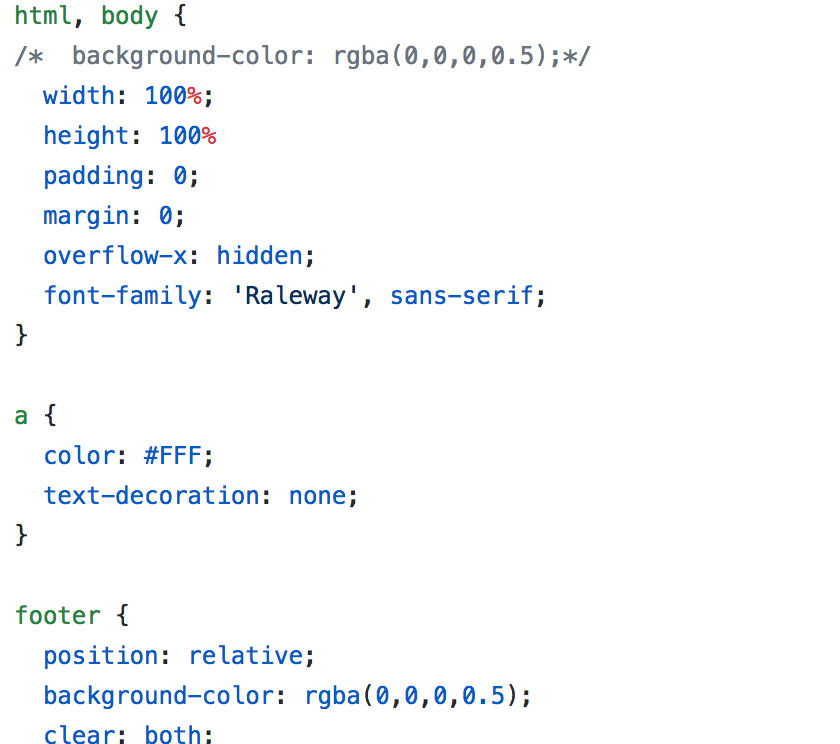 html, body {
/*  background-color: rgba(0,0,0,0.5);*/
  width: 100%;
  height: 100%
  padding: 0;
  margin: 0;
  overflow-x: hidden;
  font-family: 'Raleway', sans-serif;
}

a {
  color: #FFF;
  text-decoration: none;
}

footer {
  position: relative;
  background-color: rgba(0,0,0,0.5);
  clear: both;